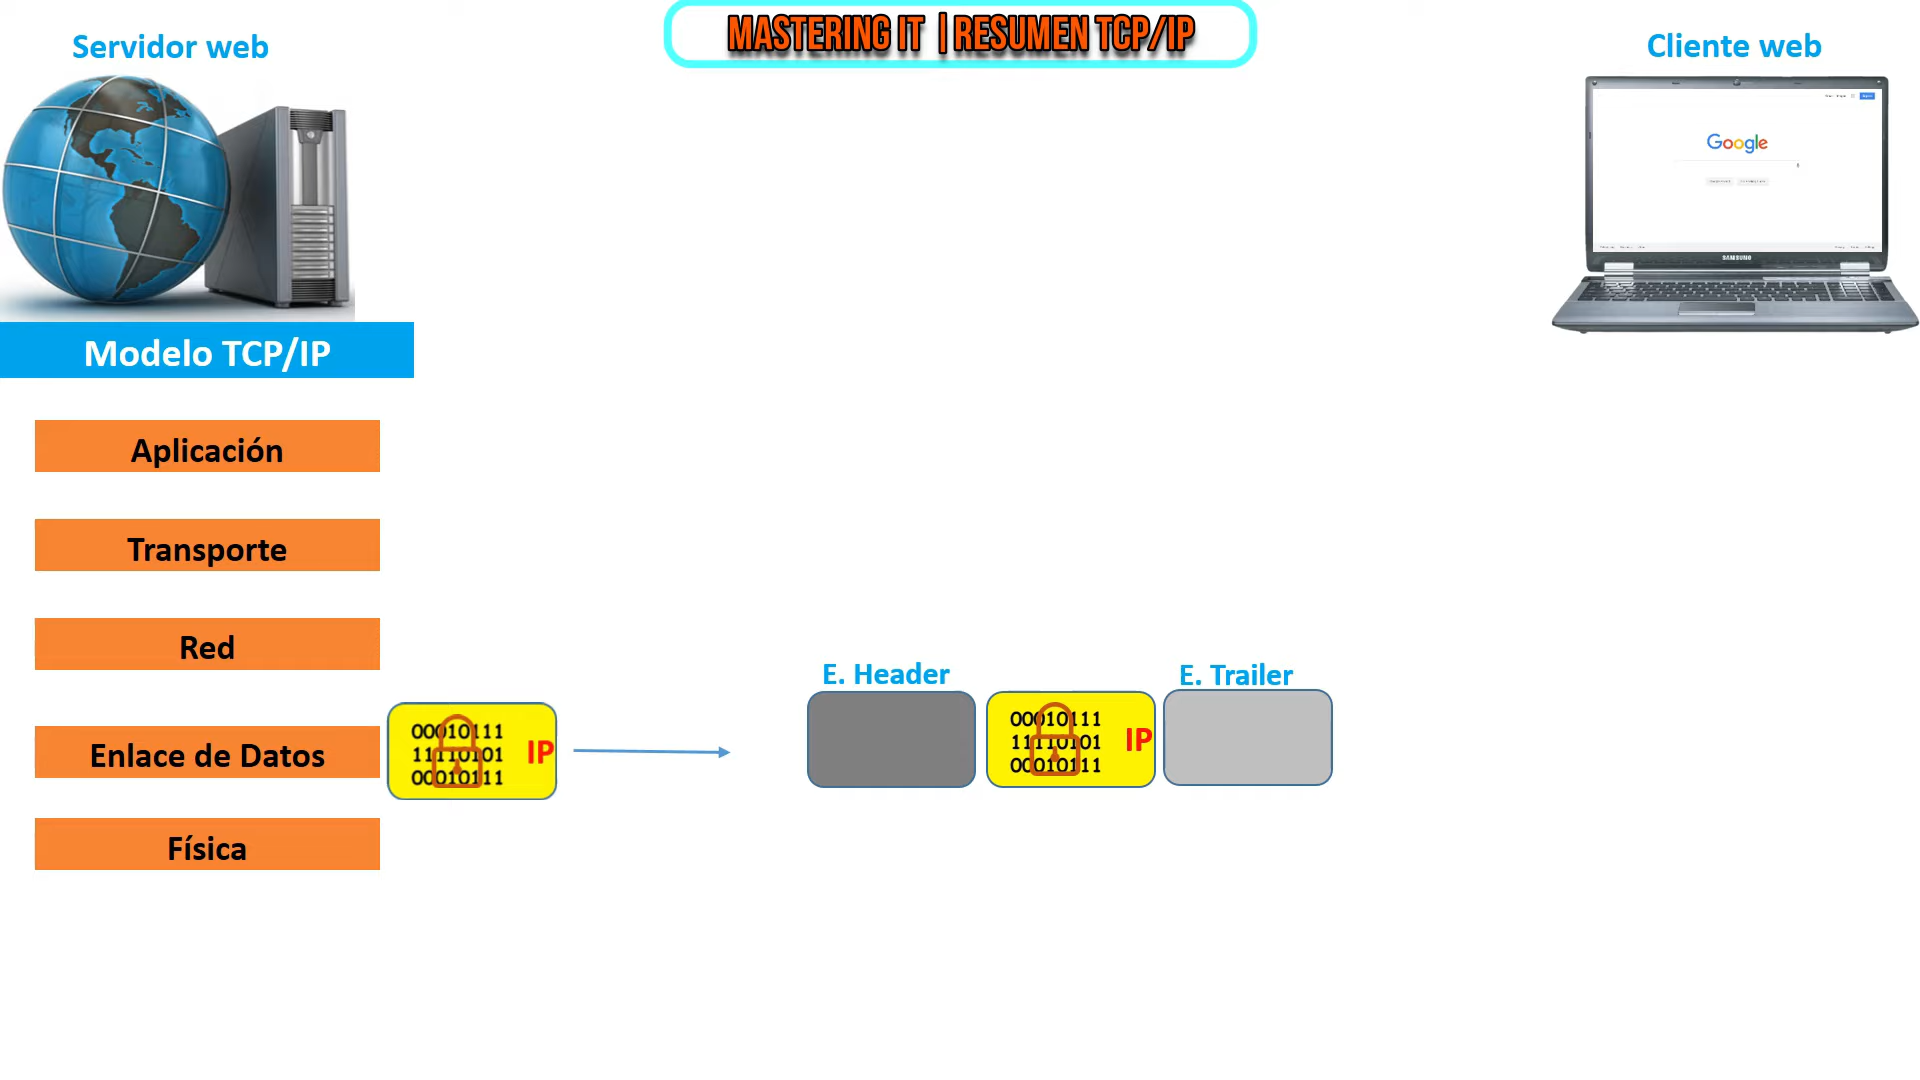 MASTERING IT | RESUMEN TCP/IP
Servidor web
Cliente web
Google
SAMSUNG
Modelo TCP/IP
Aplicación
Transporte
Red
Enlace de Datos
Física
00010111
11110101
00010111
IP
E. Header
00010111
11110101
00010111
IP
E. Trailer